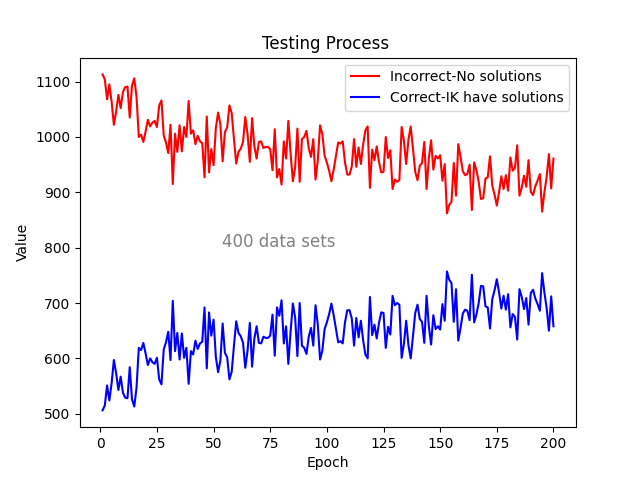 Testing Process
Incorrect-No solutions
Correct-IK have solutions
400 data sets
Value
1100
1000
900
800
700
600
500
0 25 50 75 100 125 150 175 200
Epoch